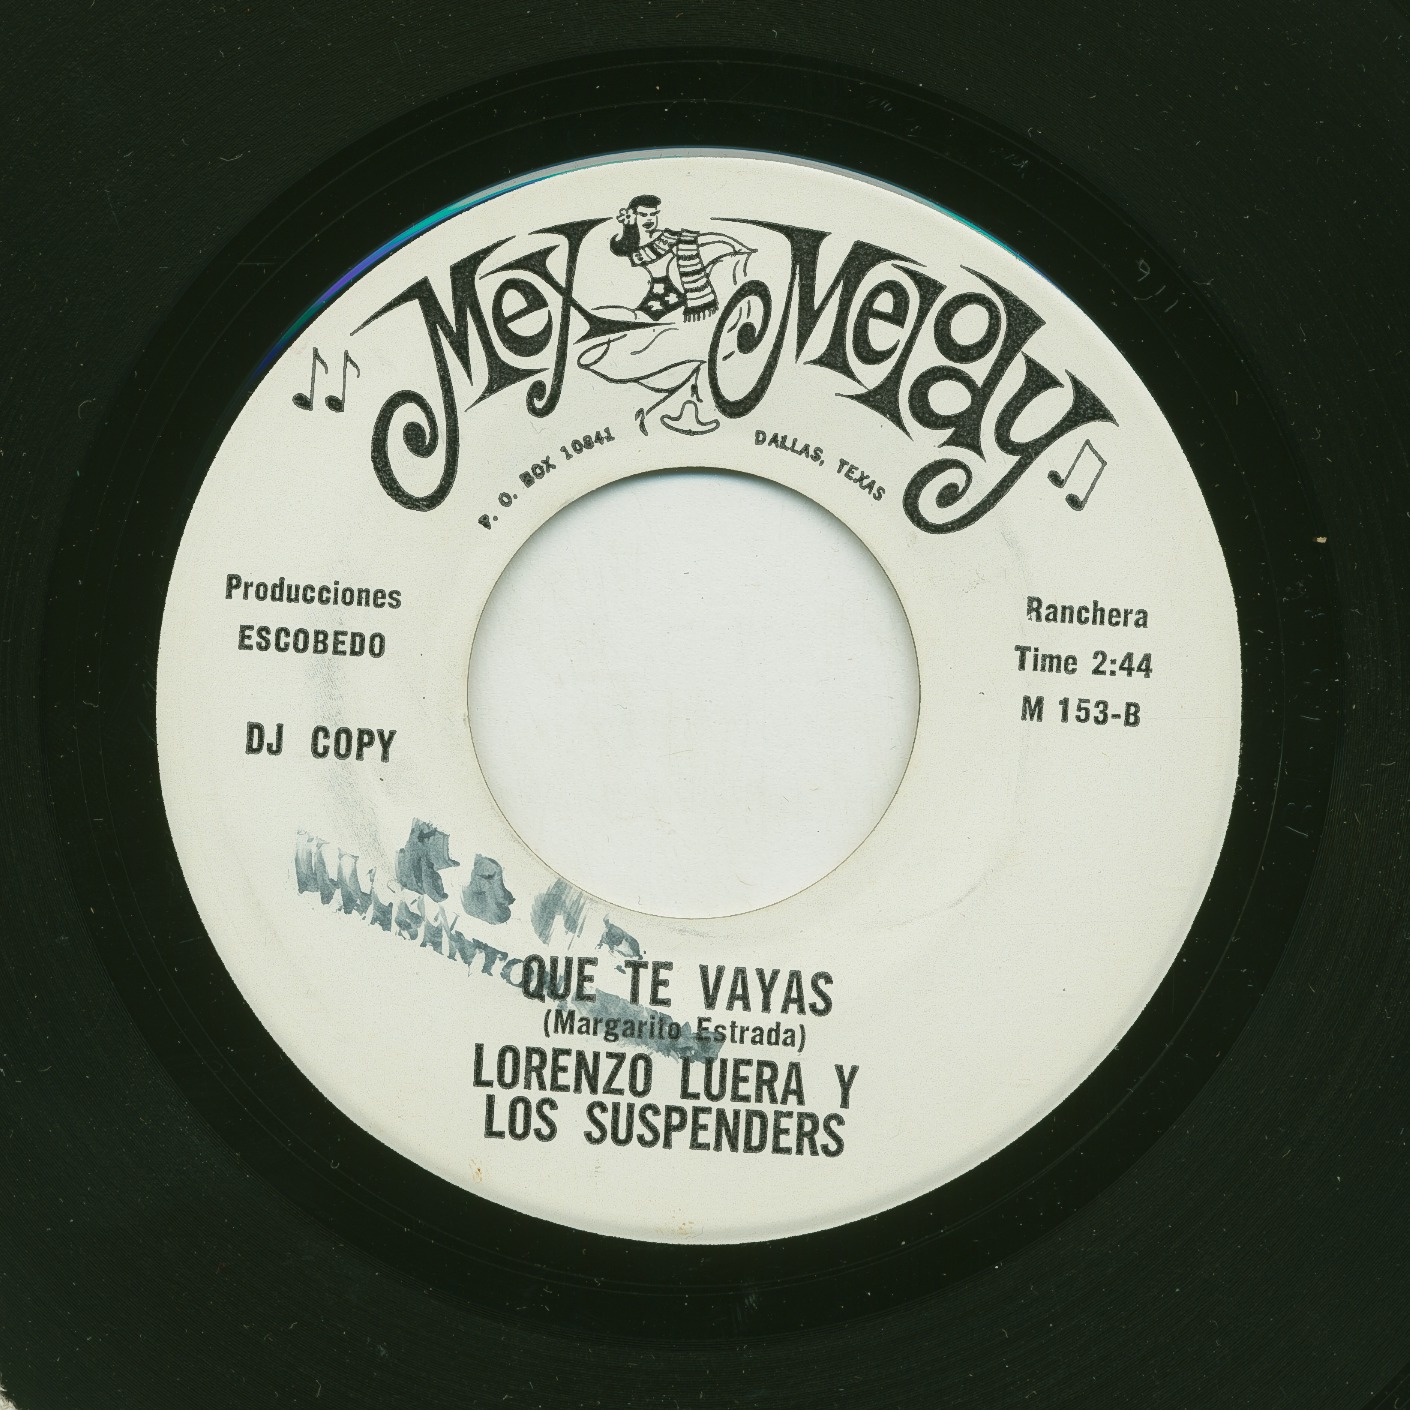 Mex Melody
P. O. BOX 10841 DALLAS, TEXAS
Producciones
ESCOBEDO
DJ COPY
Ranchera
Time 2:44
M 153-B
QUE TE VAYAS
(Margarito Estrada)
LORENZO LUERA Y
LOS SUSPENDERS